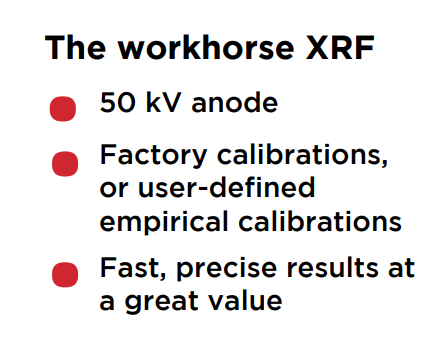 The workhorse XRF
50 kV anode
Factory calibrations,
or user-defined
empirical calibrations
Fast, precise results at
a great value